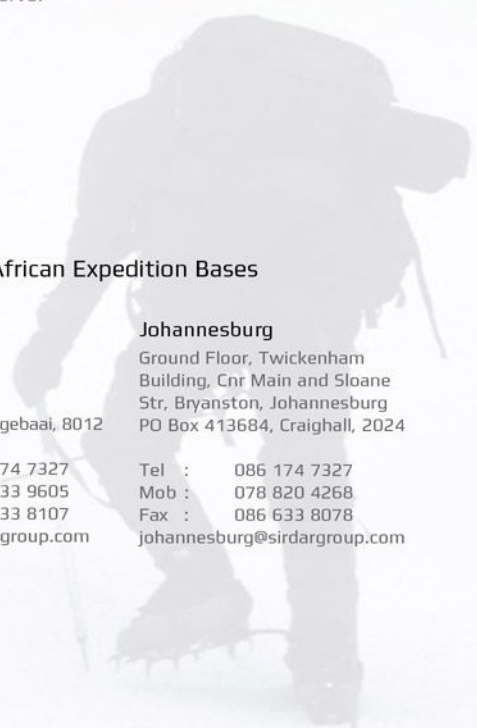 African Expedition Bases
gebaai, 8012
74 7327
33 9605
33 8107
group.com
Johannesburg
Ground Floor, Twickenham
Building, Cnr Main and Sloane
Str, Bryanston, Johannesburg
PO Box 413684, Craighall, 2024
Tel : 086 174 7327
Mob : 078 820 4268
Fax : 086 633 8078
johannesburg@sirdargroup.com